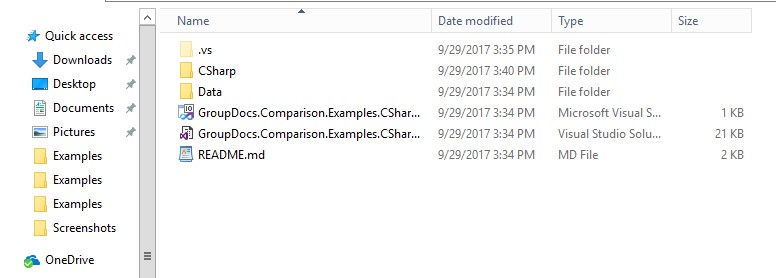 Name Date modified Type Size
Quick access
Downloads
Desktop
Documents
Pictures
Examples
Examples
Examples
Screenshots
OneDrive
.vs 9/29/2017 3:35 PM File folder
CSharp 9/29/2017 3:40 PM File folder
Data 9/29/2017 3:34 PM File folder
GroupDocs.Comparison.Examples.CShar... 9/29/2017 3:34 PM Microsoft Visual S... 1 KB
GroupDocs.Comparison.Examples.CShar... 9/29/2017 3:34 PM Visual Studio Solu... 21 KB
README.md 9/29/2017 3:34 PM MD File 2 KB